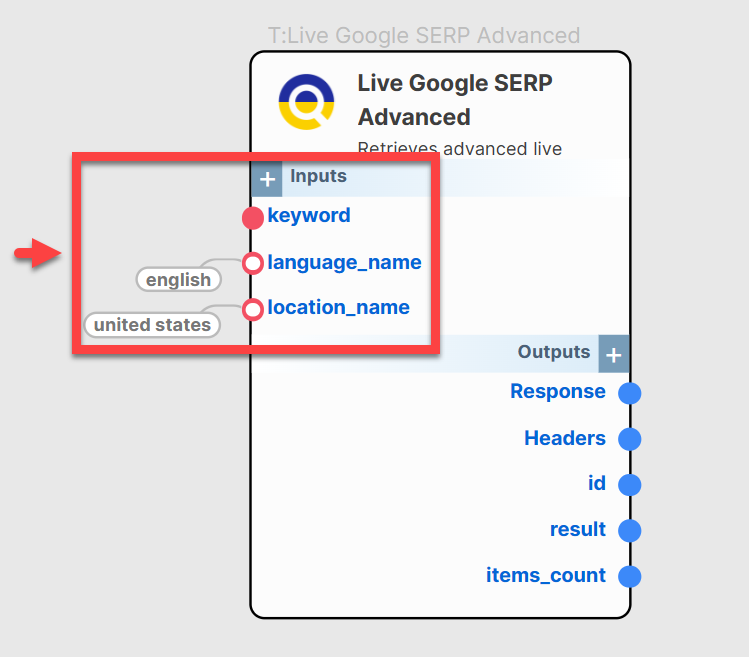 T:Live Google SERP Advanced
Live Google SERP
Advanced
Retrieves advanced live
Inputs
keyword
language_name
english
location_name
united states
Outputs
Response
Headers
id
result
items_count